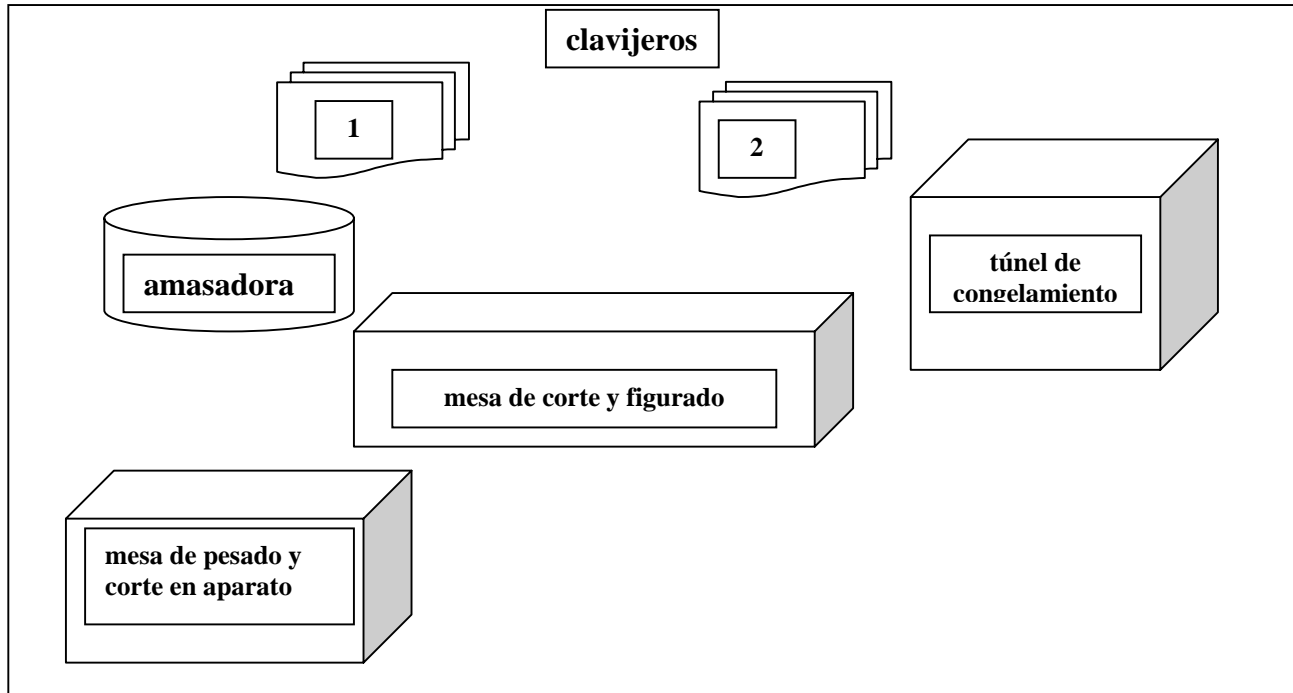 clavijeros
1
2
amasadora
túnel de
congelamiento
mesa de corte y figurado
mesa de pesado y
corte en aparato